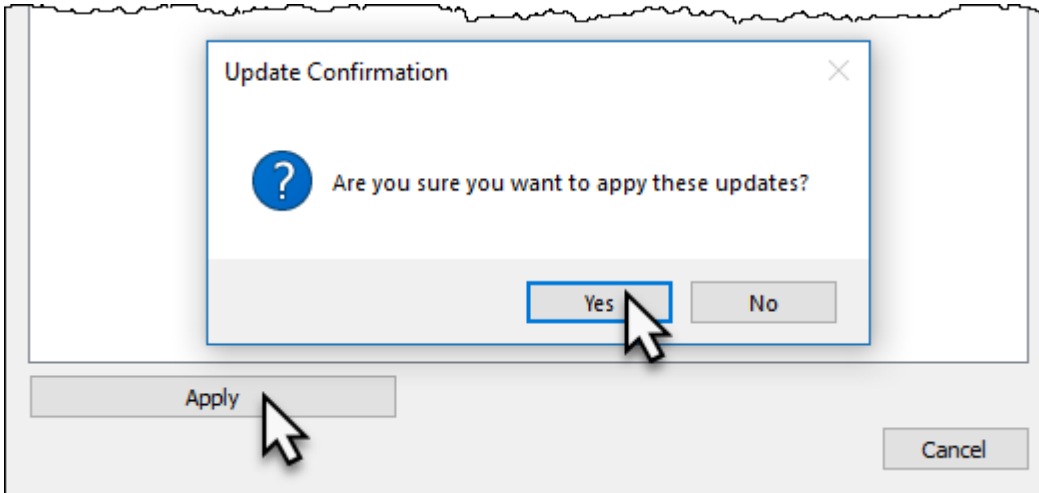 Update Confirmation
?
Are you sure you want to appy these updates?
Yes
No
Apply
Cancel